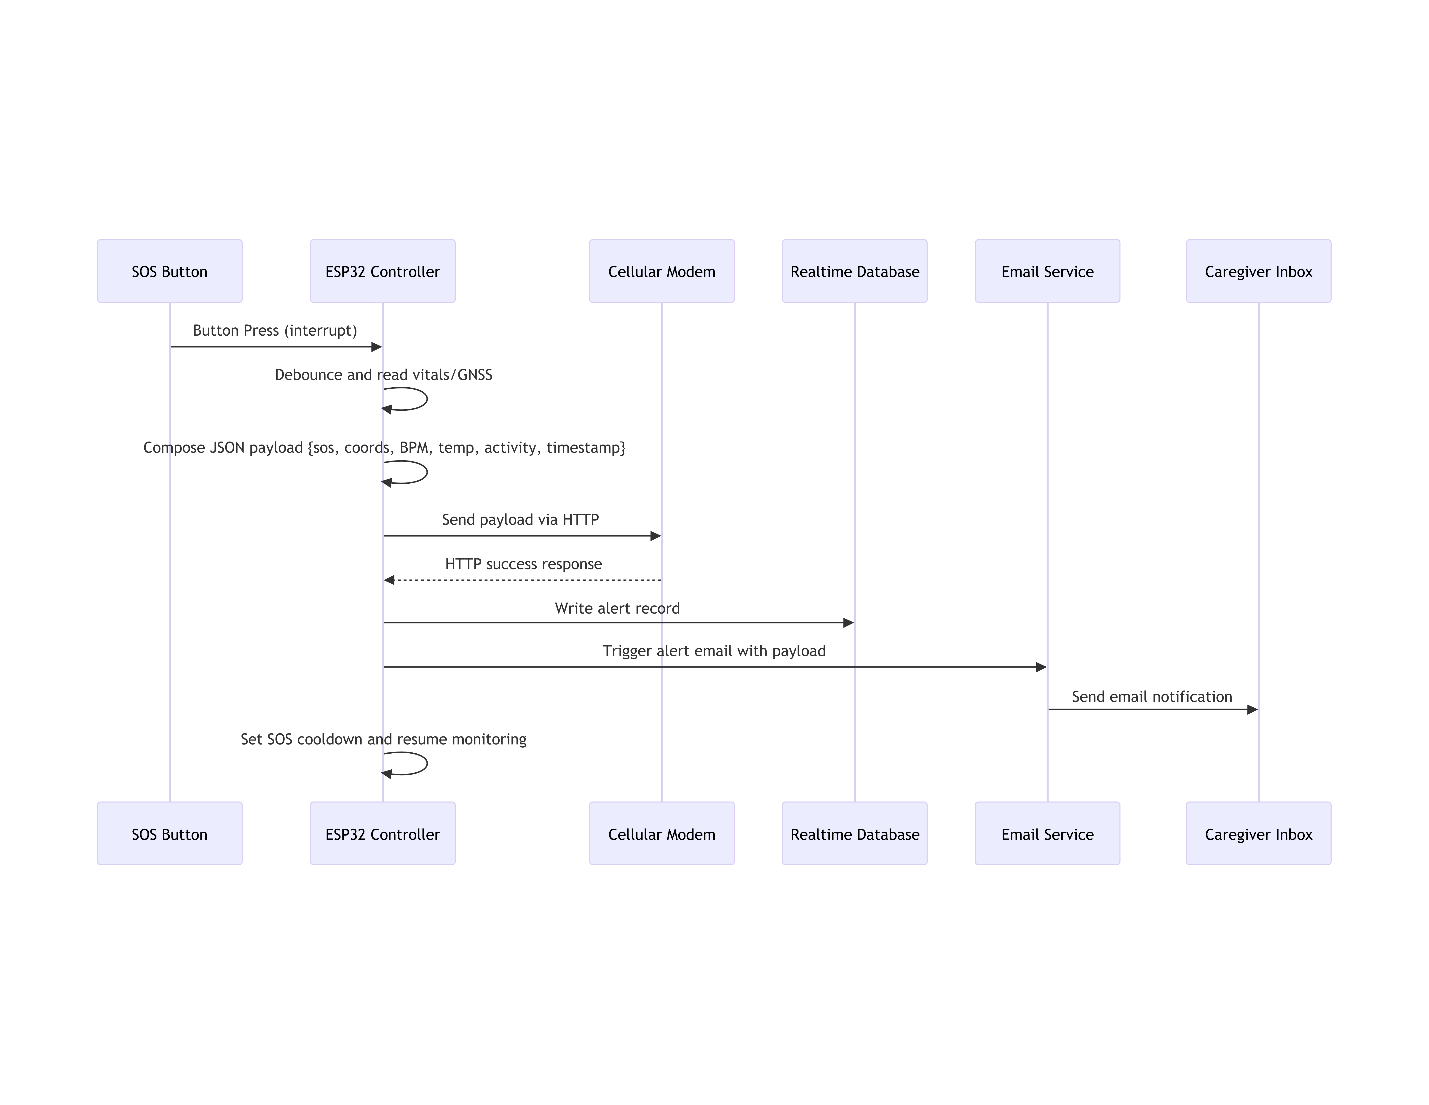 SOS Button
ESP32 Controller
Cellular Modem
Realtime Database
Email Service
Caregiver Inbox
Button Press (interrupt)
Debounce and read vitals/GNSS
Compose JSON payload {sos, coords, BPM, temp, activity, timestamp}
Send payload via HTTP
HTTP success response
Write alert record
Trigger alert email with payload
Send email notification
Set SOS cooldown and resume monitoring
SOS Button
ESP32 Controller
Cellular Modem
Realtime Database
Email Service
Caregiver Inbox